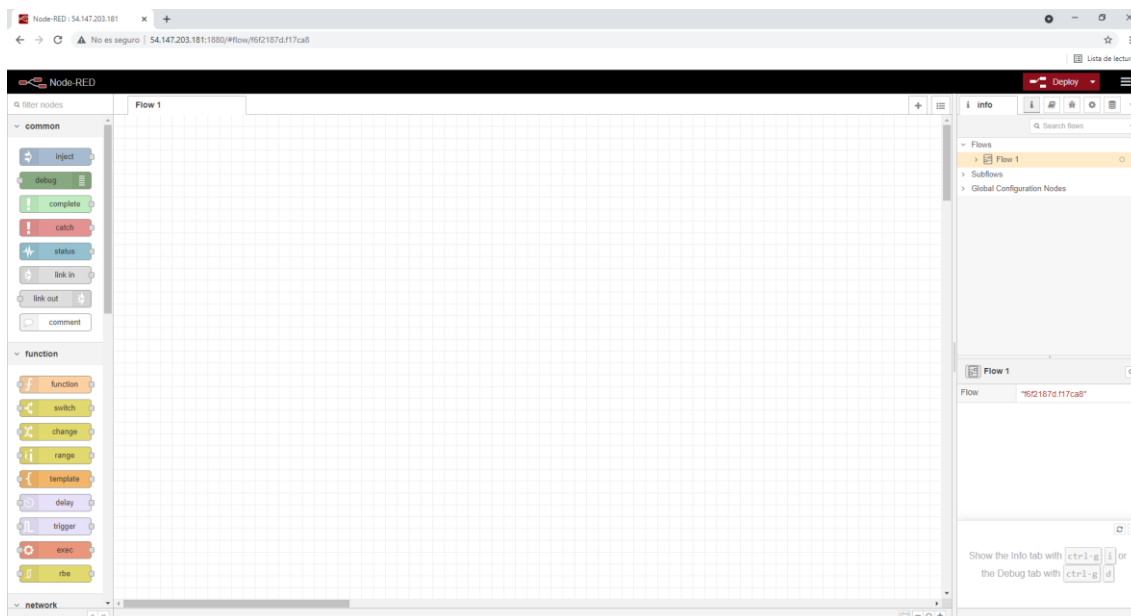 Node-RED : 54.147.203.181
No es seguro | 54.147.203.181:1880/#flow/f6f2187d.f17ca8
Lista de lectur
Node-RED
Deploy
filter nodes
Flow 1
info
i
common
inject
debug
complete
catch
status
link in
link out
comment
function
function
switch
change
range
template
delay
trigger
exec
rbe
network
Search flows
Flows
Flow 1
Subflows
Global Configuration Nodes
Flow 1
Flow "f6f2187d.f17ca8"
Show the Info tab with ctrl-g i or
the Debug tab with ctrl-g d